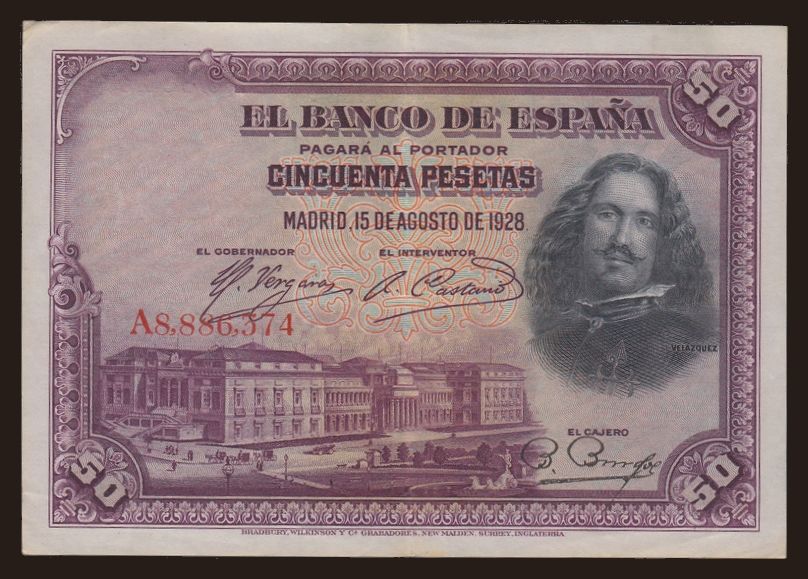 50
EL BANCO DE ESPAÑA
PAGARÁ AL PORTADOR
CINCUENTA PESETAS
MADRID, 15 DE AGOSTO DE 1928.
EL GOBERNADOR EL INTERVENTOR
A8,886,374
VELAZQUEZ
EL CAJERO
50 50
BRADBURY, WILKINSON Y Cª GRABADORES, NEW MALDEN, SURREY, INGLATERRA